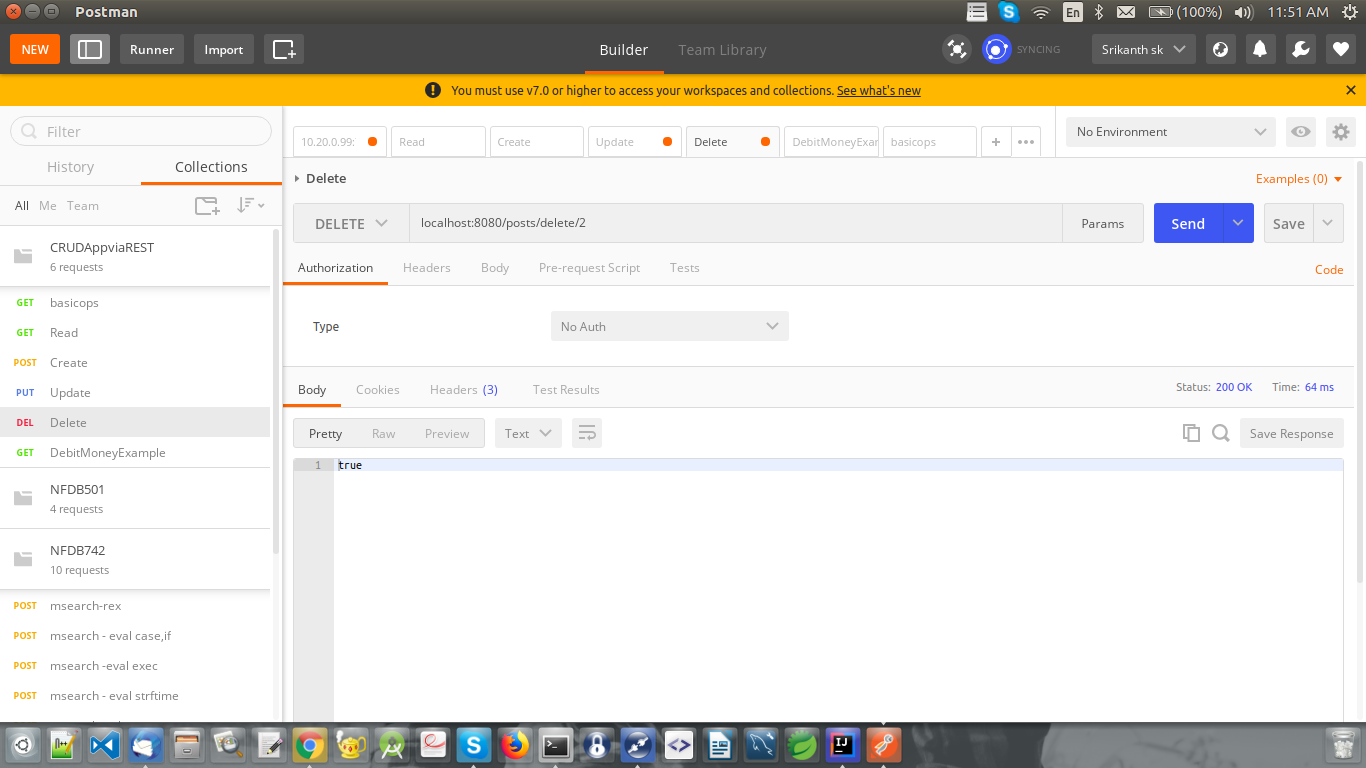 Postman
En
(100%)
11:51 AM
NEW
Runner
Import
Builder
Team Library
SYNCING
Srikanth sk
You must use v7.0 or higher to access your workspaces and collections. See what's new
Filter
History
Collections
All
Me
Team
CRUDAppviaREST
6 requests
GET basicops
GET Read
POST Create
PUT Update
DEL Delete
GET DebitMoneyExample
NFDB501
4 requests
NFDB742
10 requests
POST msearch-rex
POST msearch - eval case,if
POST msearch -eval exec
POST msearch - eval strftime
10.20.0.99:
Read
Create
Update
Delete
DebitMoneyExar
basicops
No Environment
Delete
Examples (0)
DELETE
localhost:8080/posts/delete/2
Params
Send
Save
Authorization
Headers
Body
Pre-request Script
Tests
Code
Type
No Auth
Body
Cookies
Headers (3)
Test Results
Status: 200 OK
Time: 64 ms
Pretty
Raw
Preview
Text
Save Response
1 true